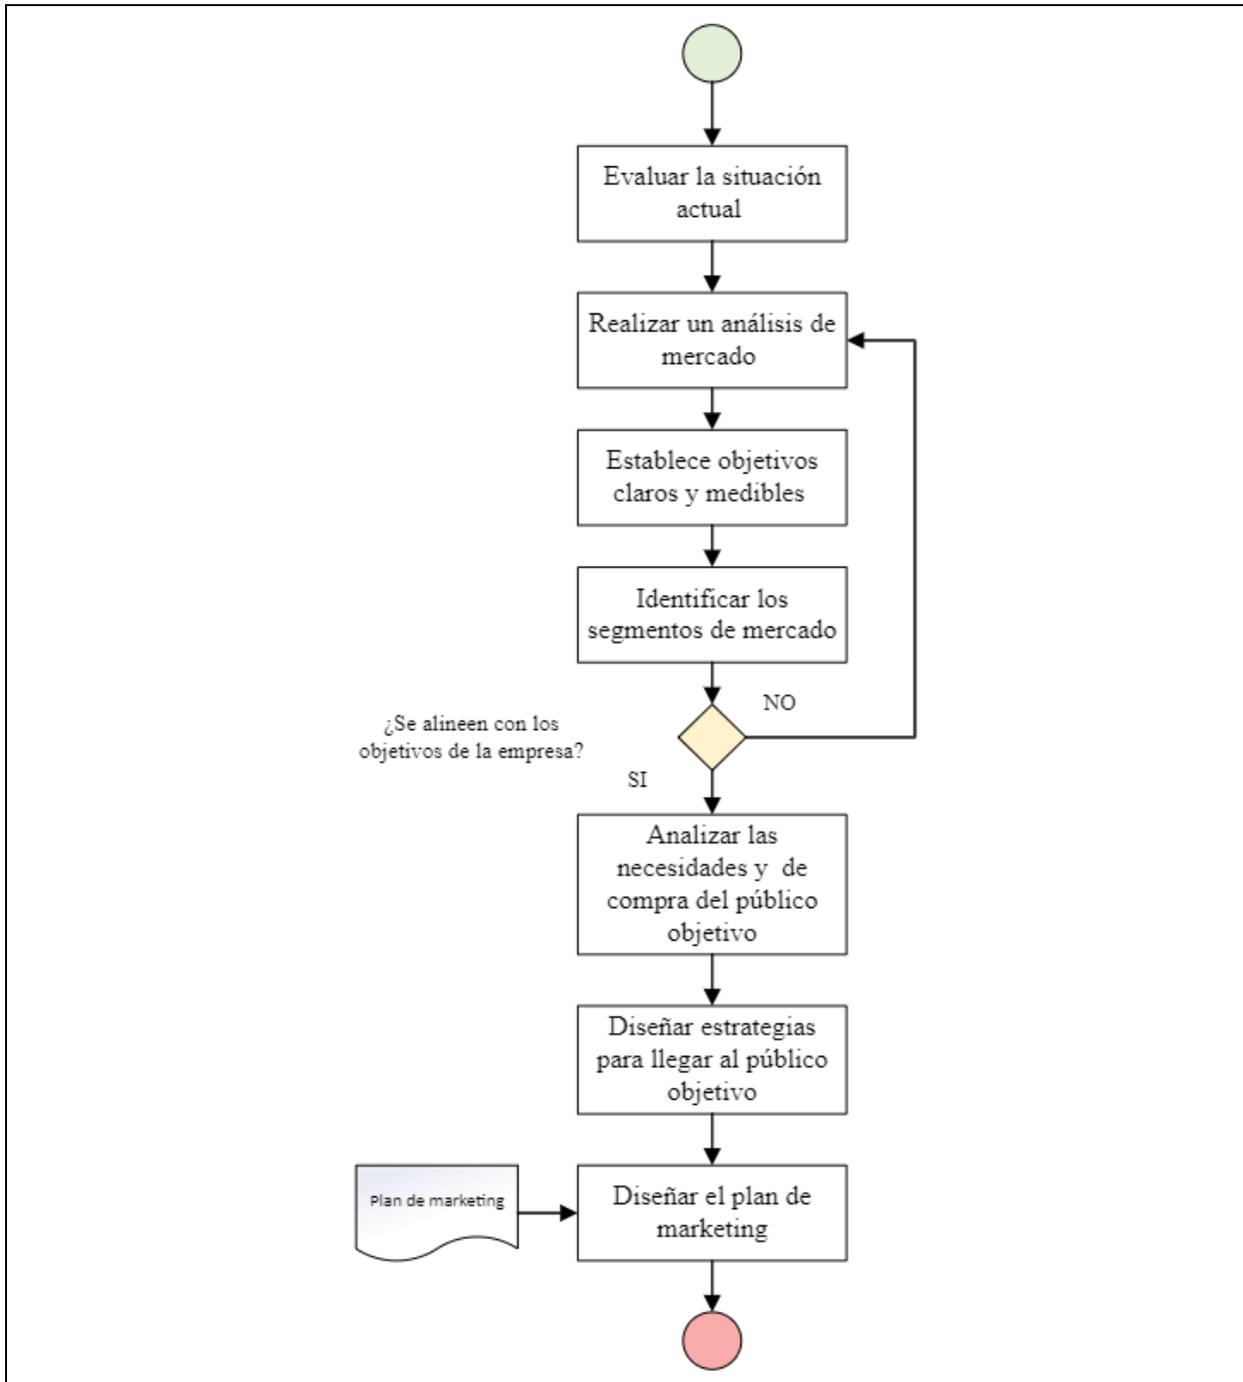 Evaluar la situación
actual
Realizar un análisis de
mercado
Establece objetivos
claros y medibles
Identificar los
segmentos de mercado
NO
¿Se alineen con los
objetivos de la empresa?
SI
Analizar las
necesidades y  de
compra del público
objetivo
Diseñar estrategias
para llegar al público
objetivo
Plan de marketing
Diseñar el plan de
marketing